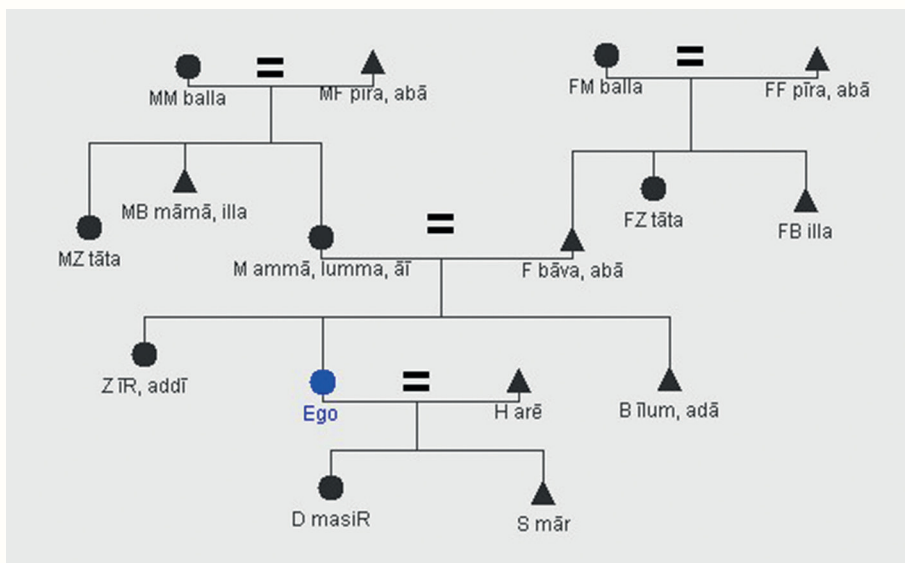 MM balla
MF pīra, abā
FM balla
FF pīra, abā
MZ tāta
MB māmā, illa
M ammā, lumma, āī
F bāva, abā
FZ tāta
FB illa
Z īR, addī
Ego
H arē
B īlum, adā
D masiR
S mār